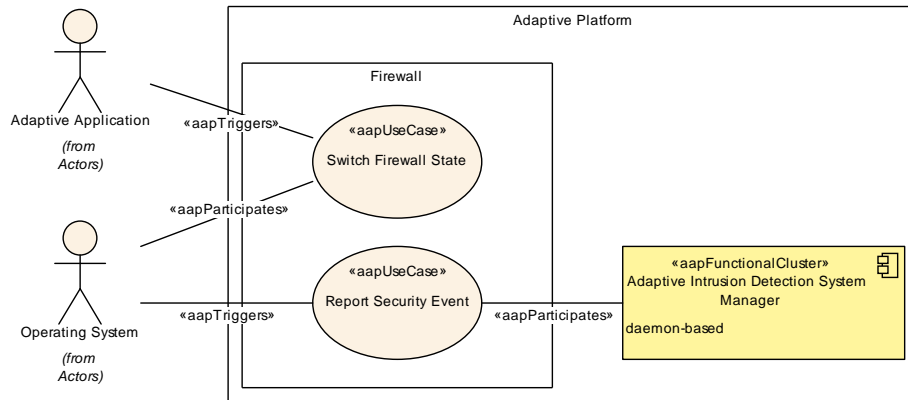 Adaptive Platform
Firewall
Adaptive Application
(from
Actors)
«aapTriggers»
«aapUseCase»
Switch Firewall State
«aapParticipates»
Operating System
(from
Actors)
«aapTriggers»
«aapUseCase»
Report Security Event
«aapParticipates»
«aapFunctionalCluster»
Adaptive Intrusion Detection System
Manager
daemon-based